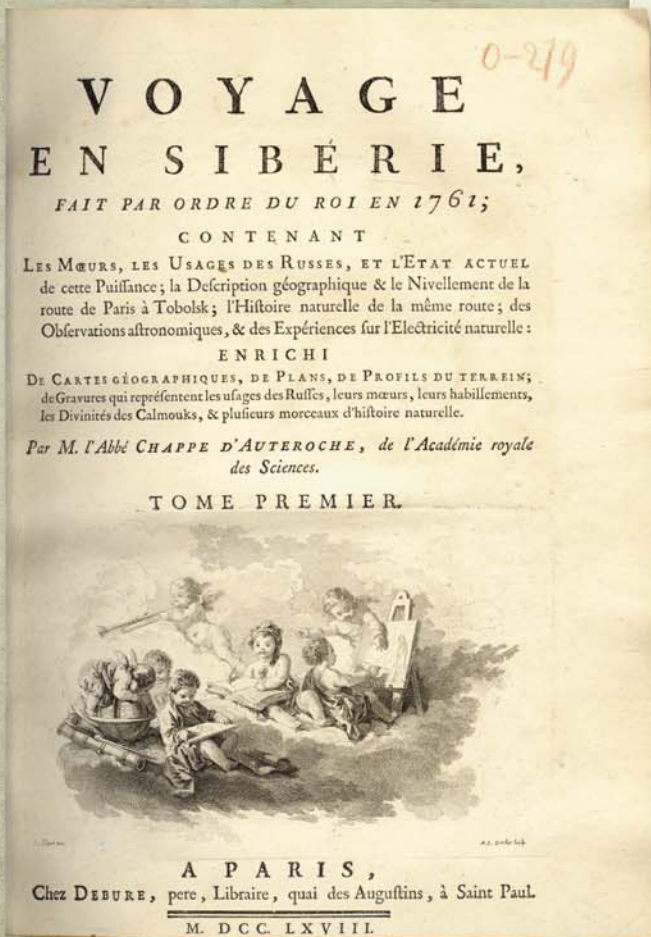 O-279
VOYAGE
EN SIBÉRIE,
FAIT PAR ORDRE DU ROI EN 1761;
CONTENANT
LES MŒURS, LES USAGES DES RUSSES, ET L'ETAT ACTUEL
de cette Puiſſance; la Deſcription géographique & le Nivellement de la
route de Paris à Tobolsk; l'Hiſtoire naturelle de la même route; des
Obſervations aſtronomiques, & des Expériences ſur l'Electricité naturelle:
ENRICHI
DE CARTES GÉOGRAPHIQUES, DE PLANS, DE PROFILS DU TERREIN;
de Gravures qui repréſentent les uſages des Ruſſes, leurs mœurs, leurs habillements,
les Divinités des Calmouks, & pluſieurs morceaux d'hiſtoire naturelle.
Par M. l'Abbé CHAPPE D'AUTEROCHE, de l'Académie royale
des Sciences.
TOME PREMIER.
A PARIS,
Chez DEBURE, pere, Libraire, quai des Auguſtins, à Saint Paul.
M. DCC. LXVIII.